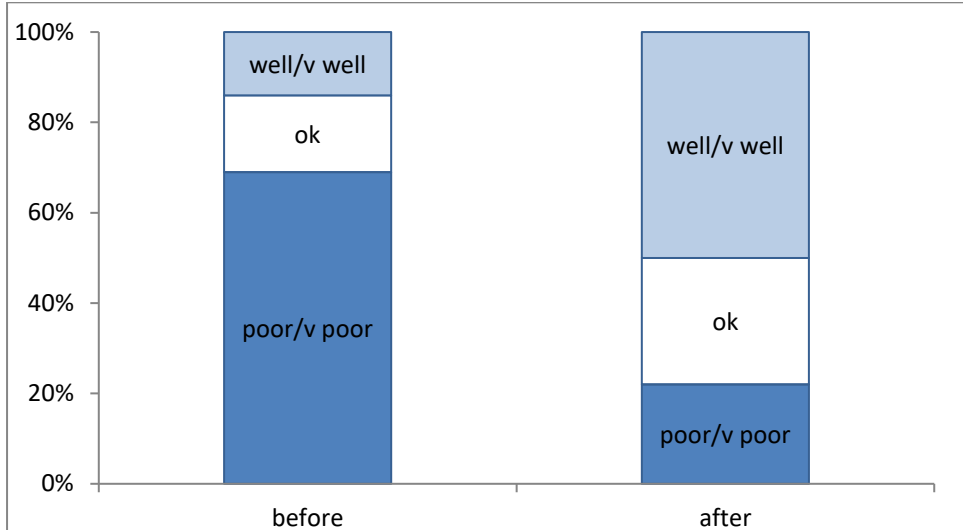 100%
well/v well
ok
80%
well/v well
60%
40%
poor/v poor
ok
20%
poor/v poor
0%
before after